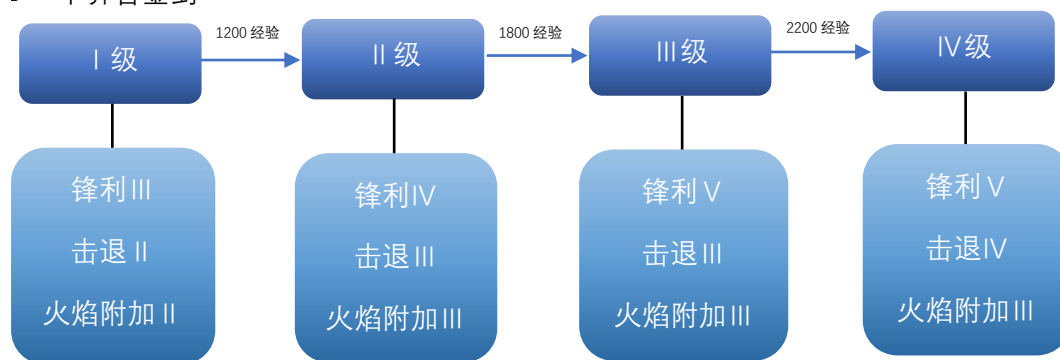 1200 经验
1800 经验
2200 经验
Ⅰ级
Ⅱ级
Ⅲ级
Ⅳ级
锋利Ⅲ
击退Ⅱ
火焰附加Ⅱ
锋利Ⅳ
击退Ⅲ
火焰附加Ⅲ
锋利Ⅴ
击退Ⅲ
火焰附加Ⅲ
锋利Ⅴ
击退Ⅳ
火焰附加Ⅲ